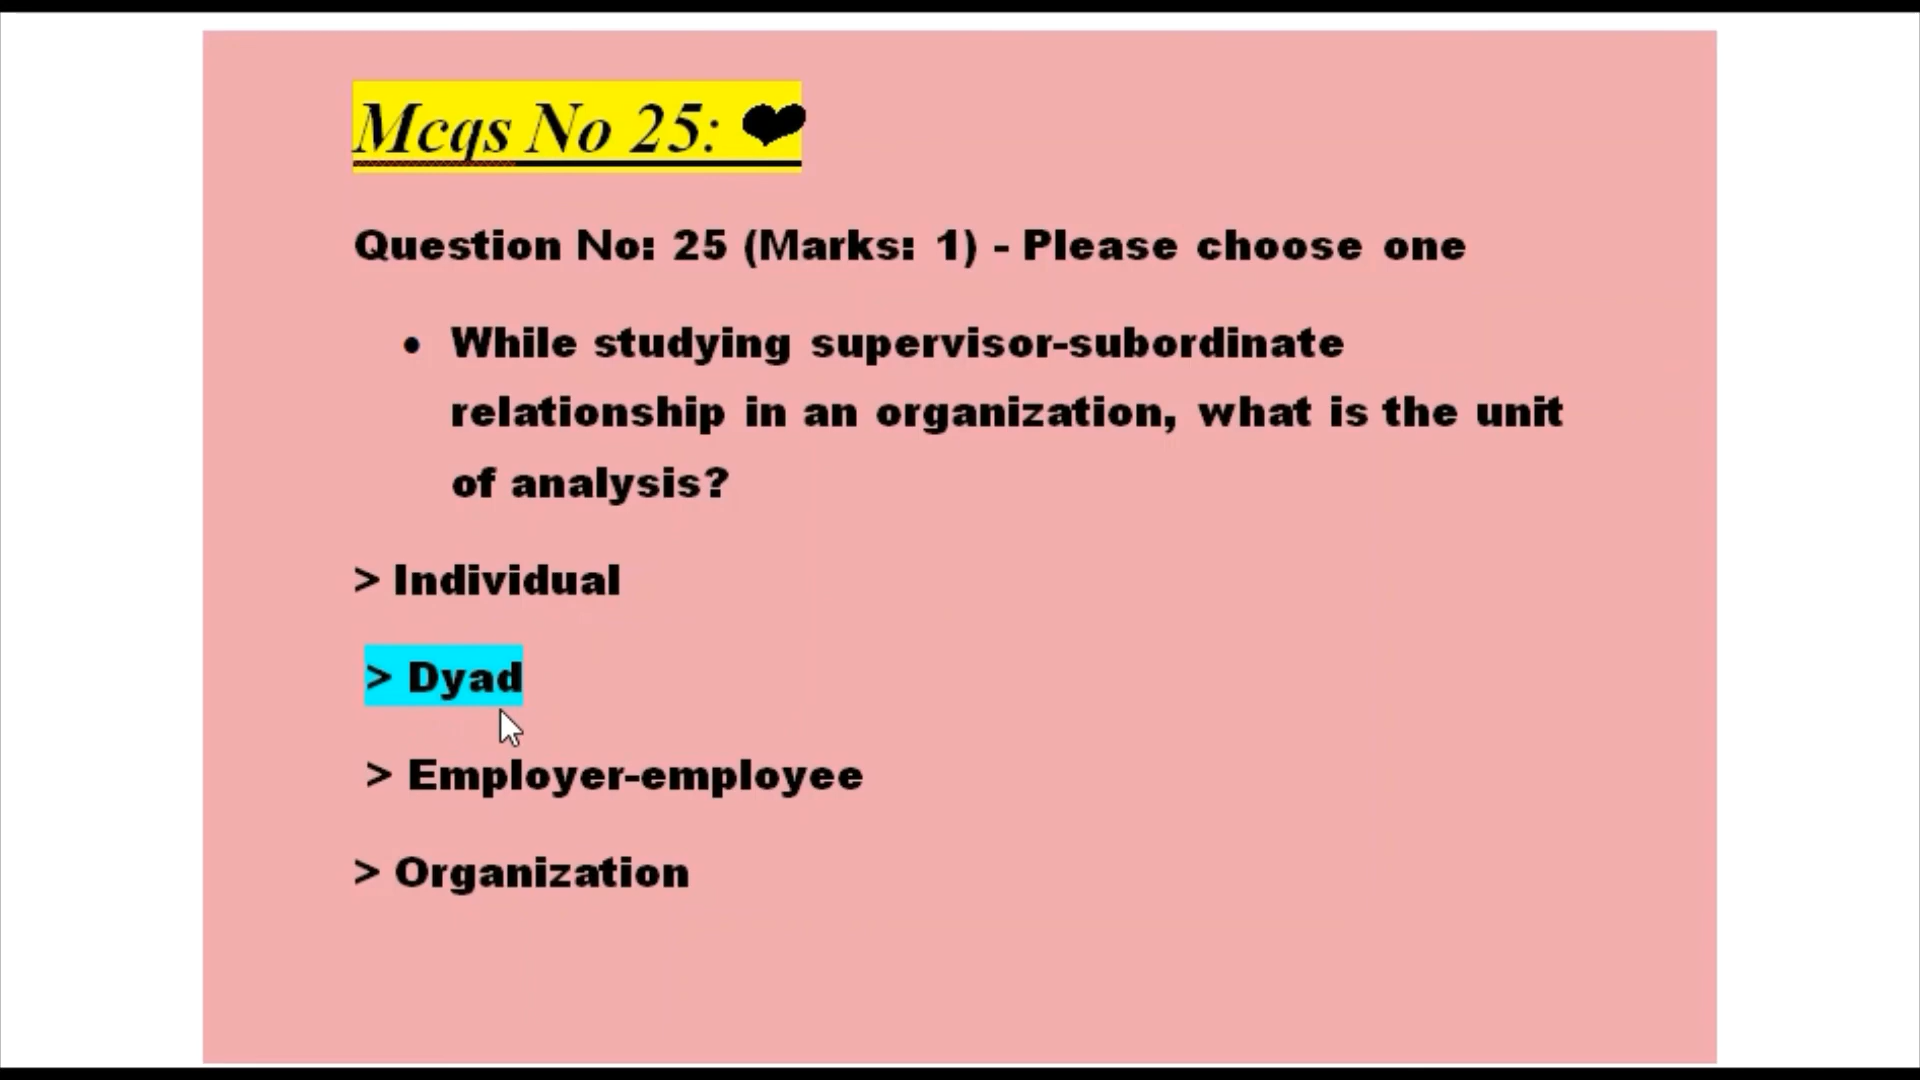 Mcqs No 25: ❤
Question No: 25 (Marks: 1) - Please choose one
• While studying supervisor-subordinate
relationship in an organization, what is the unit
of analysis?
> Individual
> Dyad
> Employer-employee
> Organization